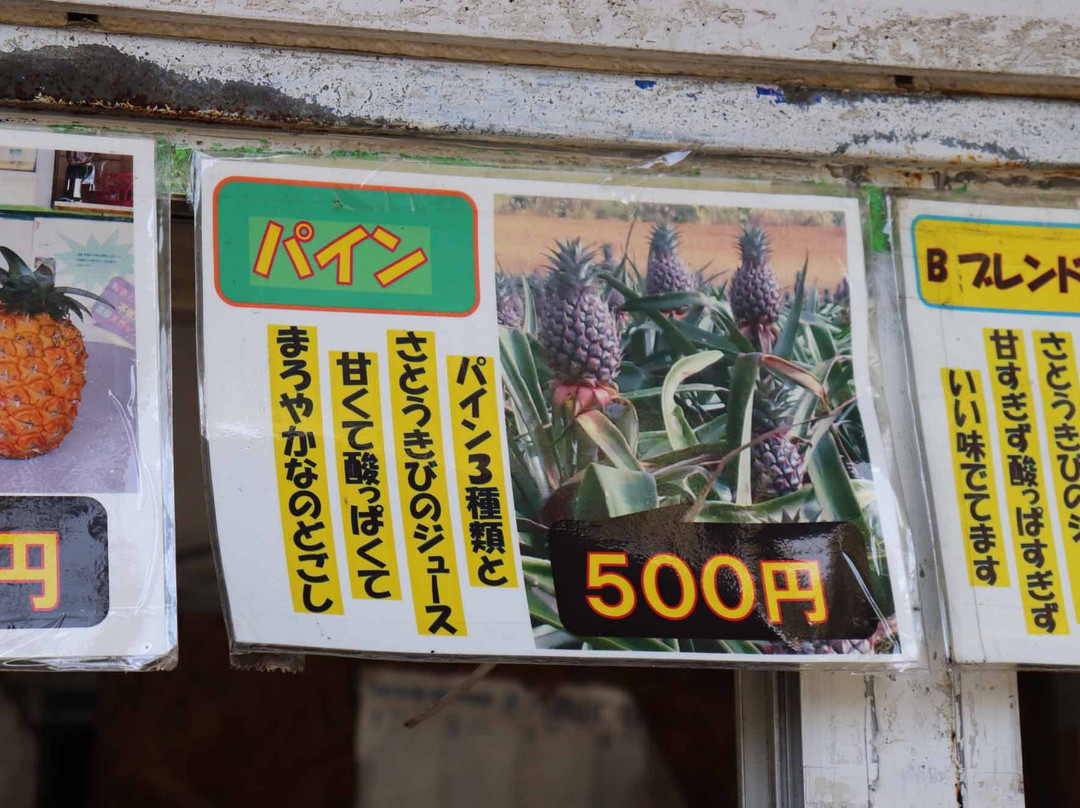 円
パイン
パイン3種類と
さとうきびのジュース
甘くて酸っぱくて
まろやかなのどごし
500円
B ブレンド
さとうきびの
甘すぎず酸っぱすぎず
いい味でてます